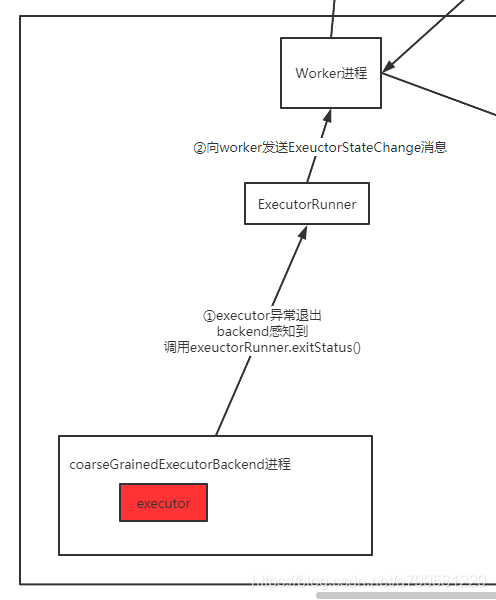 Worker进程
②向worker发送ExeuctorStateChange消息
ExecutorRunner
①executor异常退出
backend感知到
调用exeuctorRunner.exitStatus()
coarseGrainedExecutorBackend进程
executor